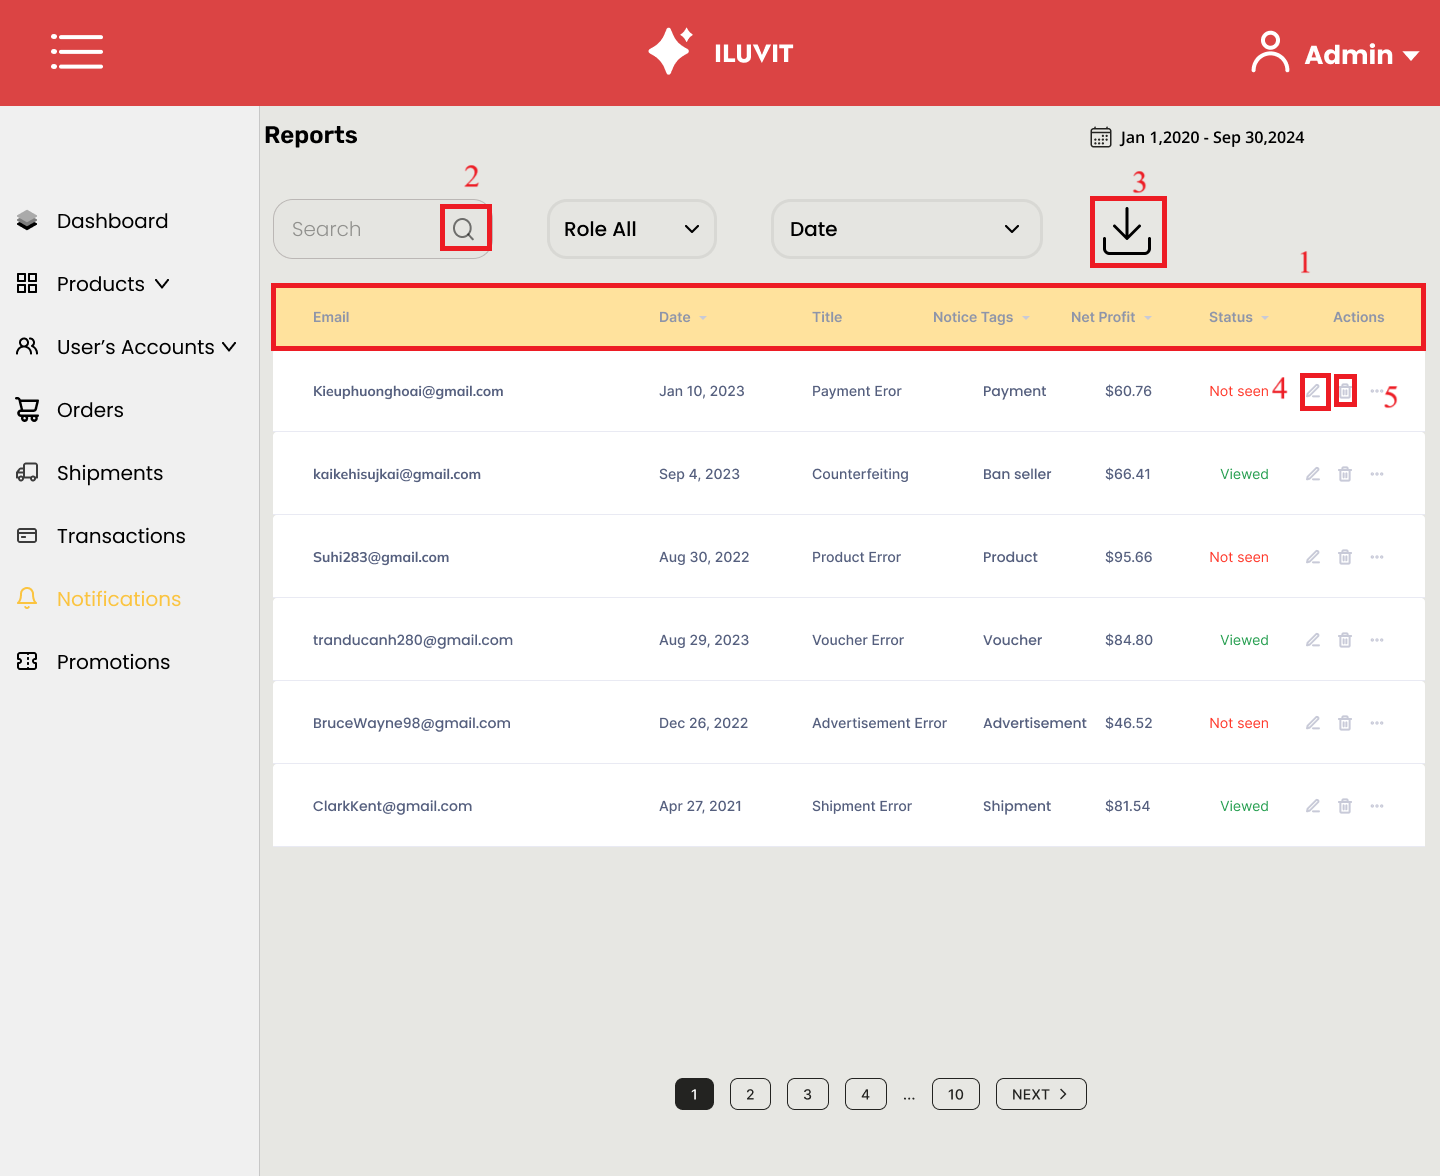 ILUVIT
Admin
Reports
Jan 1,2020 - Sep 30,2024
2
3
Search
Role All
Date
1
Dashboard
Products
User's Accounts
Orders
Shipments
Transactions
Notifications
Promotions
Email Date Title Notice Tags Net Profit Status Actions
Kieuphuonghoai@gmail.com Jan 10, 2023 Payment Eror Payment $60.76 Not seen 4 5
kaikehisujkai@gmail.com Sep 4, 2023 Counterfeiting Ban seller $66.41 Viewed
Suhi283@gmail.com Aug 30, 2022 Product Error Product $95.66 Not seen
tranducanh280@gmail.com Aug 29, 2023 Voucher Error Voucher $84.80 Viewed
BruceWayne98@gmail.com Dec 26, 2022 Advertisement Error Advertisement $46.52 Not seen
ClarkKent@gmail.com Apr 27, 2021 Shipment Error Shipment $81.54 Viewed
1 2 3 4 ... 10 NEXT